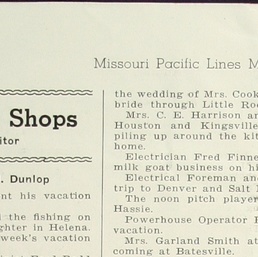 Missouri Pacific Lines M
Shops
itor
. Dunlop
nt his vacation
the fishing on
ghter in Helena.
week's vacation
the wedding of Mrs. Cook
bride through Little Ro
Mrs. C. E. Harrison a
Houston and Kingsvill
piling up around the kit
home.
Electrician Fred Finne
milk goat business on hi
Electrical Foreman an
trip to Denver and Salt
The noon pitch player
Hassie.
Powerhouse Operator
vacation.
Mrs. Garland Smith at
coming at Batesville.